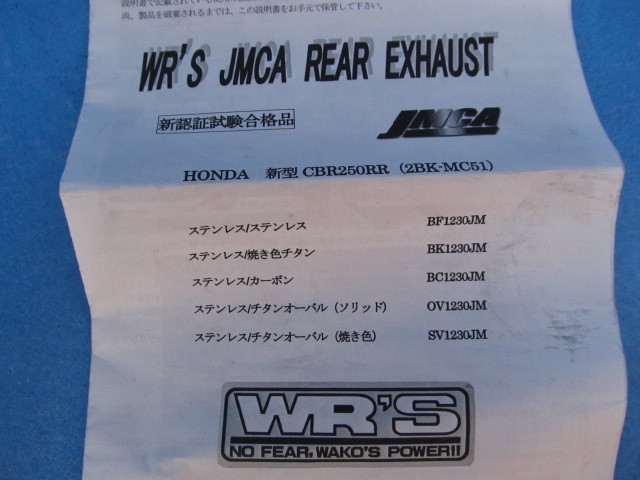 尚、製品を破棄されるまでは、この説明書をお手元で保管して下さい。
WR'S JMCA REAR EXHAUST
新認証試験合格品
JMCA
HONDA 新型 CBR250RR (2BK-MC51)
ステンレス/ステンレス BF1230JM
ステンレス/焼き色チタン BK1230JM
ステンレス/カーボン BC1230JM
ステンレス/チタンオーバル（ソリッド） OV1230JM
ステンレス/チタンオーバル（焼き色） SV1230JM
WR'S
NO FEAR, WAKO'S POWER!!